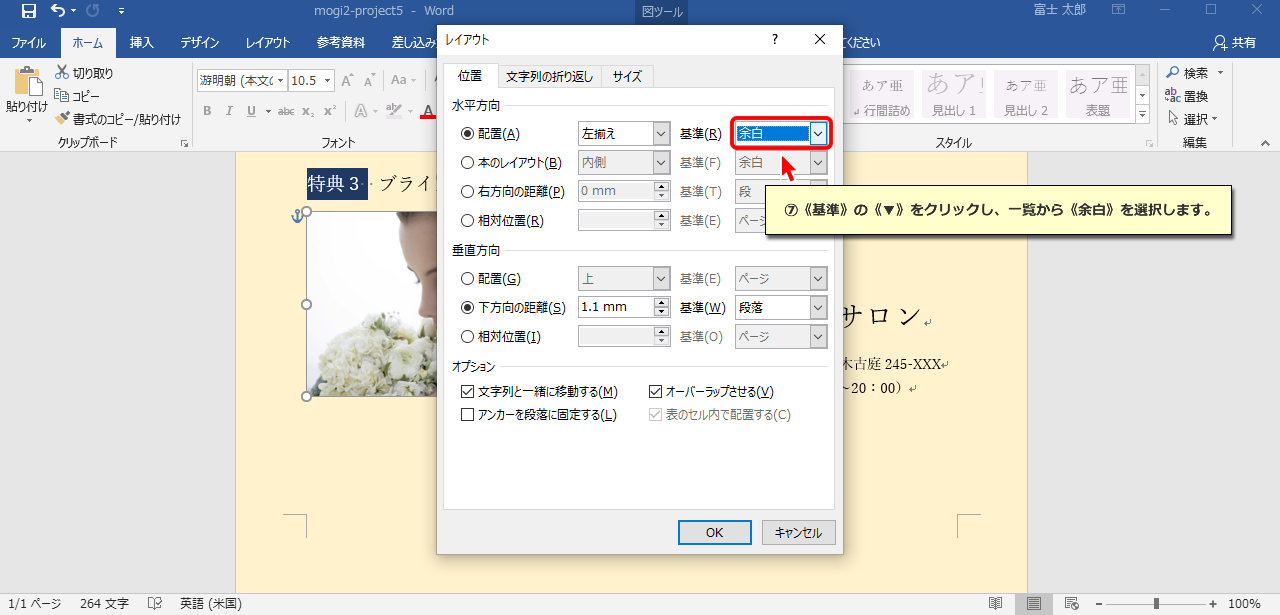 mogi2-project5 - Word
図ツール
富士 太郎
ファイル ホーム 挿入 デザイン レイアウト 参考資料 差し込み ください 共有
貼り付け
切り取り
コピー
書式のコピー/貼り付け
クリップボード
游明朝 (本文の 10.5
A A Aa
B I U abc x₂ x² A ab A
フォント
あア亜 あア あア亜 あア亜
行間詰め 見出し 1 見出し 2 表題
スタイル
検索
置換
選択
編集
レイアウト ?
位置 文字列の折り返し サイズ
水平方向
配置(A) 左揃え 基準(R) 余白
本のレイアウト(B) 内側 基準(F) 余白
右方向の距離(P) 0 mm 基準(T) 段
相対位置(R) 基準(E) ページ
⑦《基準》の《▼》をクリックし、一覧から《余白》を選択します。
垂直方向
配置(G) 上 基準(E) ページ
下方向の距離(S) 1.1 mm 基準(W) 段落
相対位置(I) 基準(O) ページ
オプション
文字列と一緒に移動する(M) オーバーラップさせる(V)
アンカーを段落に固定する(L) 表のセル内で配置する(C)
OK キャンセル
特典 3 ブライ
サロン
木古庭 245-XXX
~20：00）
1/1 ページ 264 文字 英語 (米国) 100%